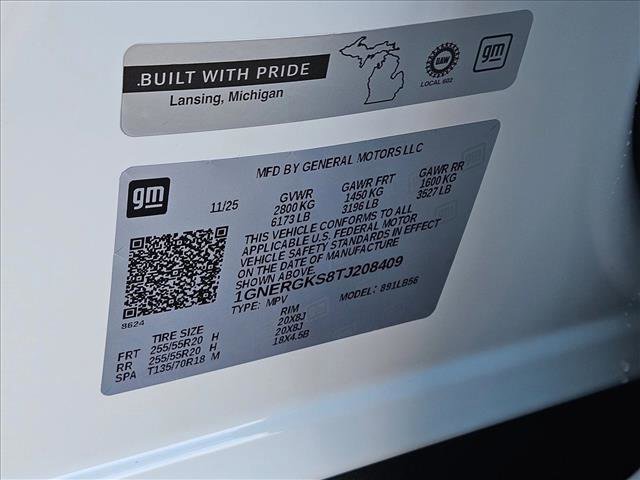 .BUILT WITH PRIDE
Lansing, Michigan
UAW
LOCAL 602
gm
MFD BY GENERAL MOTORS LLC
gm
11/25 GVWR GAWR FRT GAWR RR
2800 KG 1450 KG 1600 KG
6173 LB 3196 LB 3527 LB
THIS VEHICLE CONFORMS TO ALL
APPLICABLE U.S. FEDERAL MOTOR
VEHICLE SAFETY STANDARDS IN EFFECT
ON THE DATE OF MANUFACTURE
SHOWN ABOVE.
1GNERGKS8TJ208409
TYPE: MPV MODEL: 891LB56
8624
TIRE SIZE RIM
FRT 255/55R20 H 20X8J
RR 255/55R20 H 20X8J
SPA T135/70R18 M 18X4.5B